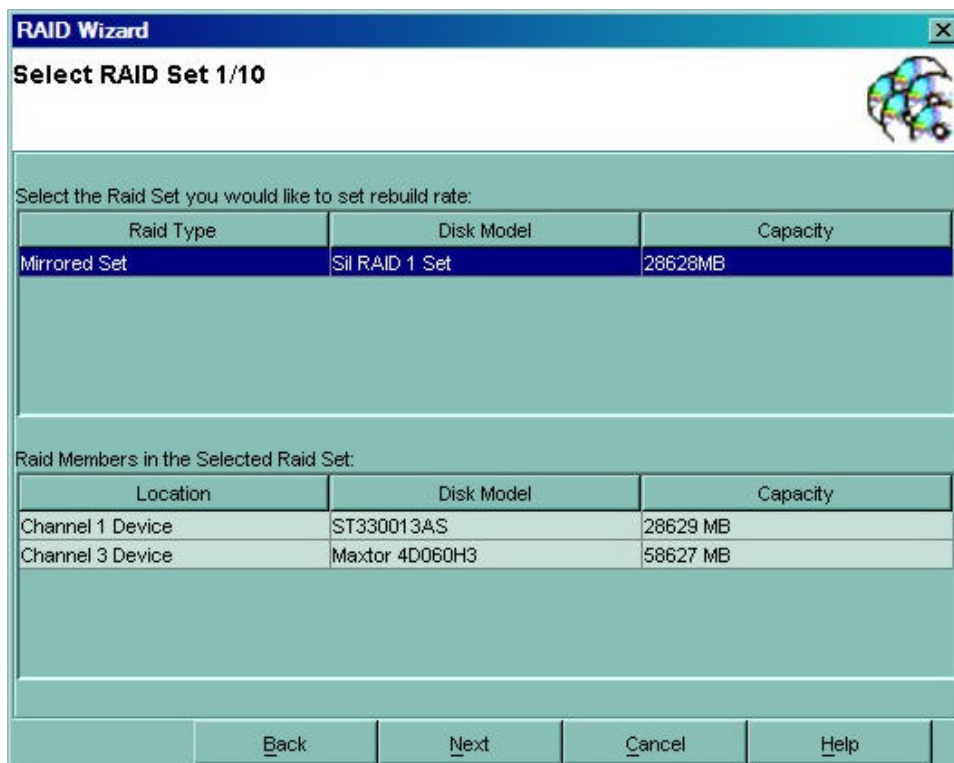 RAID Wizard
Select RAID Set 1/10
Select the Raid Set you would like to set rebuild rate:
Raid Type Disk Model Capacity
Mirrored Set SiI RAID 1 Set 28628MB
Raid Members in the Selected Raid Set:
Location Disk Model Capacity
Channel 1 Device ST330013AS 28629 MB
Channel 3 Device Maxtor 4D060H3 58627 MB
Back Next Cancel Help